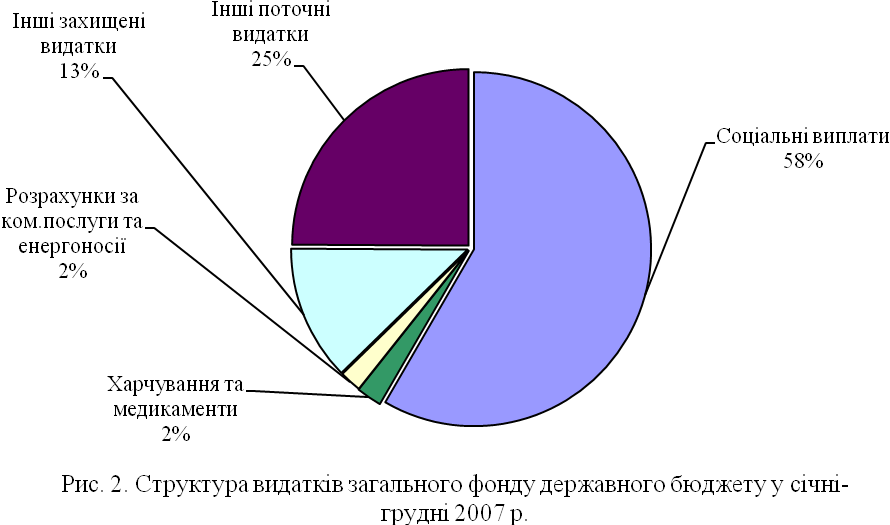 Інші захищені
видатки
13%
Інші поточні
видатки
25%
Соціальні виплати
58%
Розрахунки за
ком.послуги та
енергоносії
2%
Харчування та
медикаменти
2%
Рис. 2. Структура видатків загального фонду державного бюджету у січні-
грудні 2007 р.